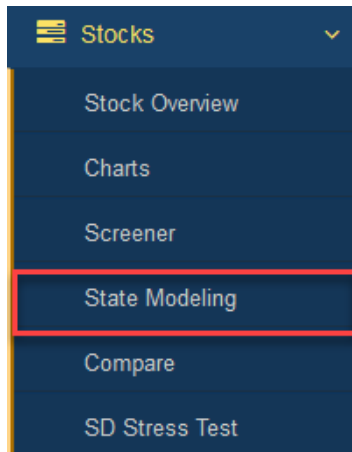 Stocks
Stock Overview
Charts
Screener
State Modeling
Compare
SD Stress Test